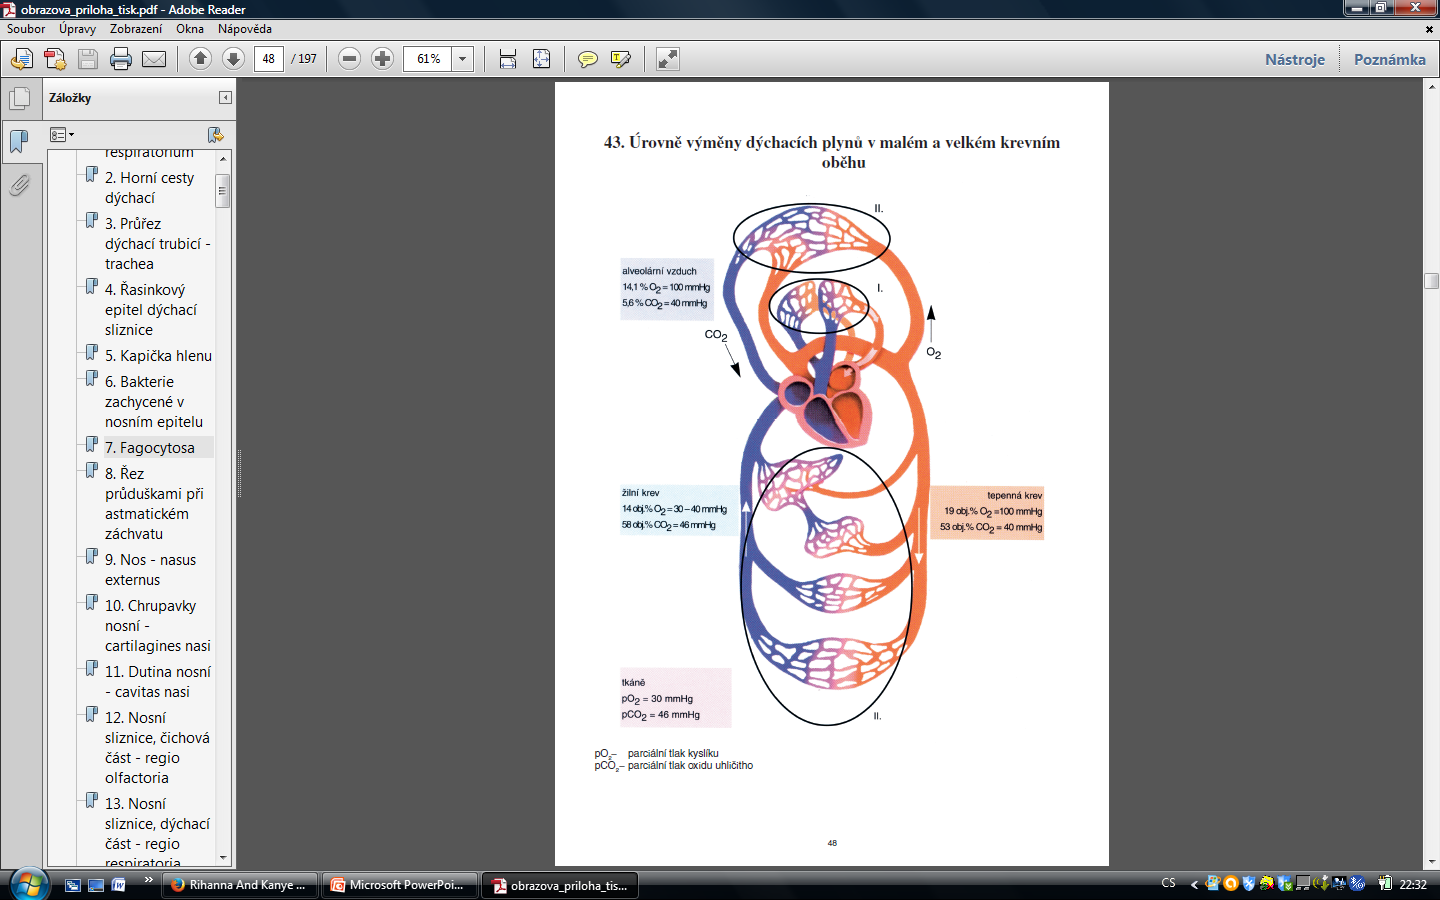 obrazova_priloha_tisk.pdf - Adobe Reader
Soubor Úpravy Zobrazení Okna Nápověda
48 / 197 61%
Nástroje Poznámka
Záložky
respiratorium
2. Horní cesty
dýchací
3. Průřez
dýchací trubicí -
trachea
4. Řasinkový
epitel dýchací
sliznice
5. Kapička hlenu
6. Bakterie
zachycené v
nosním epitelu
7. Fagocytosa
8. Řez
průduškami při
astmatickém
záchvatu
9. Nos - nasus
externus
10. Chrupavky
nosní -
cartilagines nasi
11. Dutina nosní
- cavitas nasi
12. Nosní
sliznice, čichová
část - regio
olfactoria
13. Nosní
sliznice, dýchací
část - regio
respiratoria
43. Úrovně výměny dýchacích plynů v malém a velkém krevním
oběhu
II.
alveolární vzduch
14,1 % O2 = 100 mmHg
5,6 % CO2 = 40 mmHg
I.
CO2
O2
žilní krev
14 obj.% O2 = 30 – 40 mmHg
58 obj.% CO2 = 46 mmHg
tepenná krev
19 obj.% O2 =100 mmHg
53 obj.% CO2 = 40 mmHg
tkáně
pO2 = 30 mmHg
pCO2 = 46 mmHg
II.
pO2– parciální tlak kyslíku
pCO2– parciální tlak oxidu uhličitho
48
Rihanna And Kanye ...
Microsoft PowerPoi...
obrazova_priloha_tis...
CS
22:32